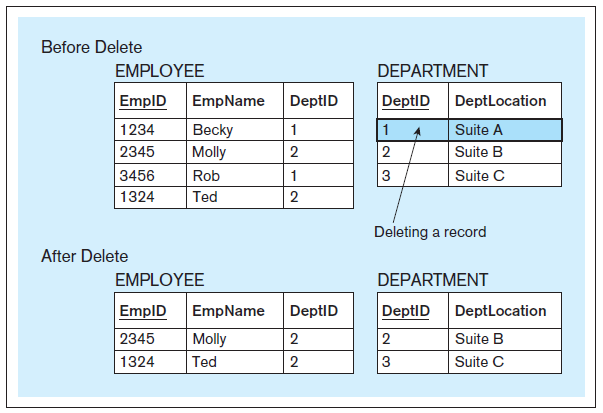 Before Delete
EMPLOYEE DEPARTMENT
EmpID EmpName DeptID DeptID DeptLocation
1234 Becky 1 1 Suite A
2345 Molly 2 2 Suite B
3456 Rob 1 3 Suite C
1324 Ted 2
Deleting a record
After Delete
EMPLOYEE DEPARTMENT
EmpID EmpName DeptID DeptID DeptLocation
2345 Molly 2 2 Suite B
1324 Ted 2 3 Suite C